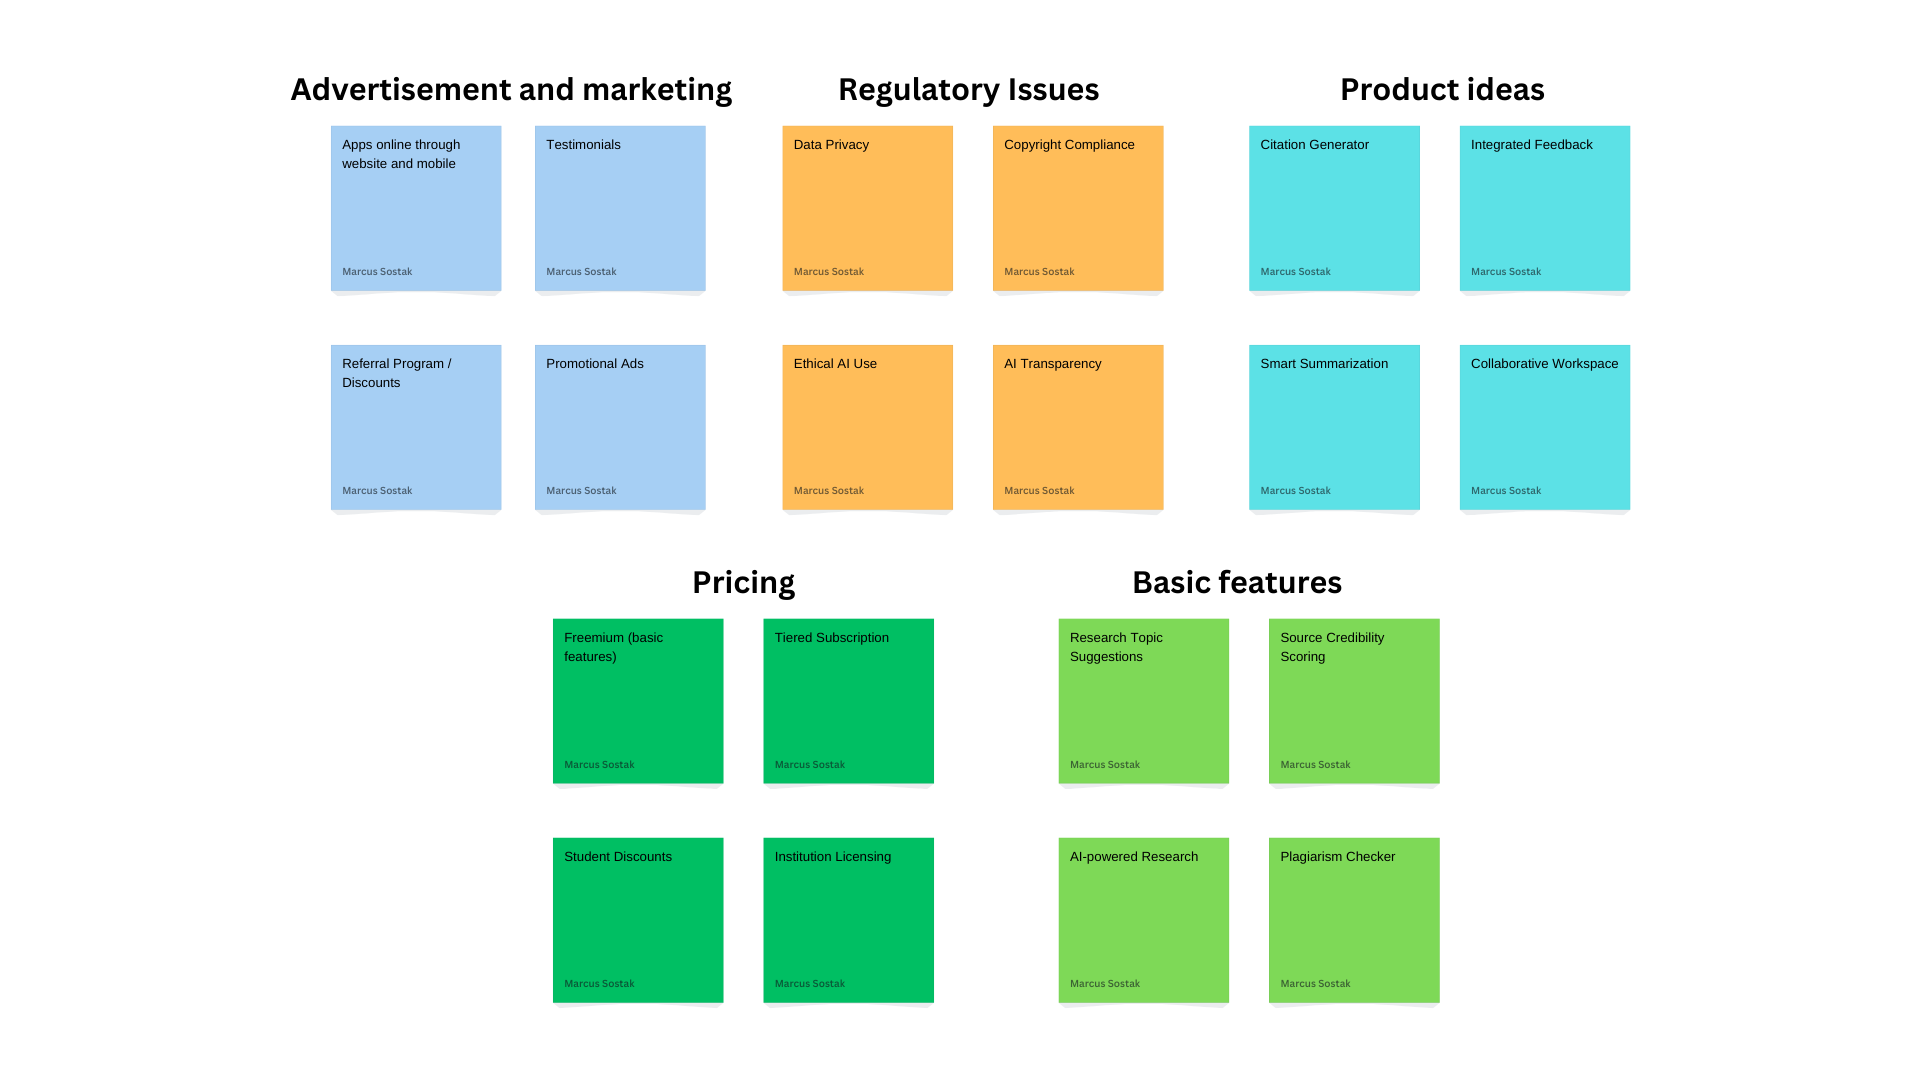 Advertisement and marketing
Apps online through
website and mobile
Marcus Sostak
Testimonials
Marcus Sostak
Referral Program /
Discounts
Marcus Sostak
Promotional Ads
Marcus Sostak
Regulatory Issues
Data Privacy
Marcus Sostak
Copyright Compliance
Marcus Sostak
Ethical AI Use
Marcus Sostak
AI Transparency
Marcus Sostak
Product ideas
Citation Generator
Marcus Sostak
Integrated Feedback
Marcus Sostak
Smart Summarization
Marcus Sostak
Collaborative Workspace
Marcus Sostak
Pricing
Freemium (basic
features)
Marcus Sostak
Tiered Subscription
Marcus Sostak
Student Discounts
Marcus Sostak
Institution Licensing
Marcus Sostak
Basic features
Research Topic
Suggestions
Marcus Sostak
Source Credibility
Scoring
Marcus Sostak
AI-powered Research
Marcus Sostak
Plagiarism Checker
Marcus Sostak